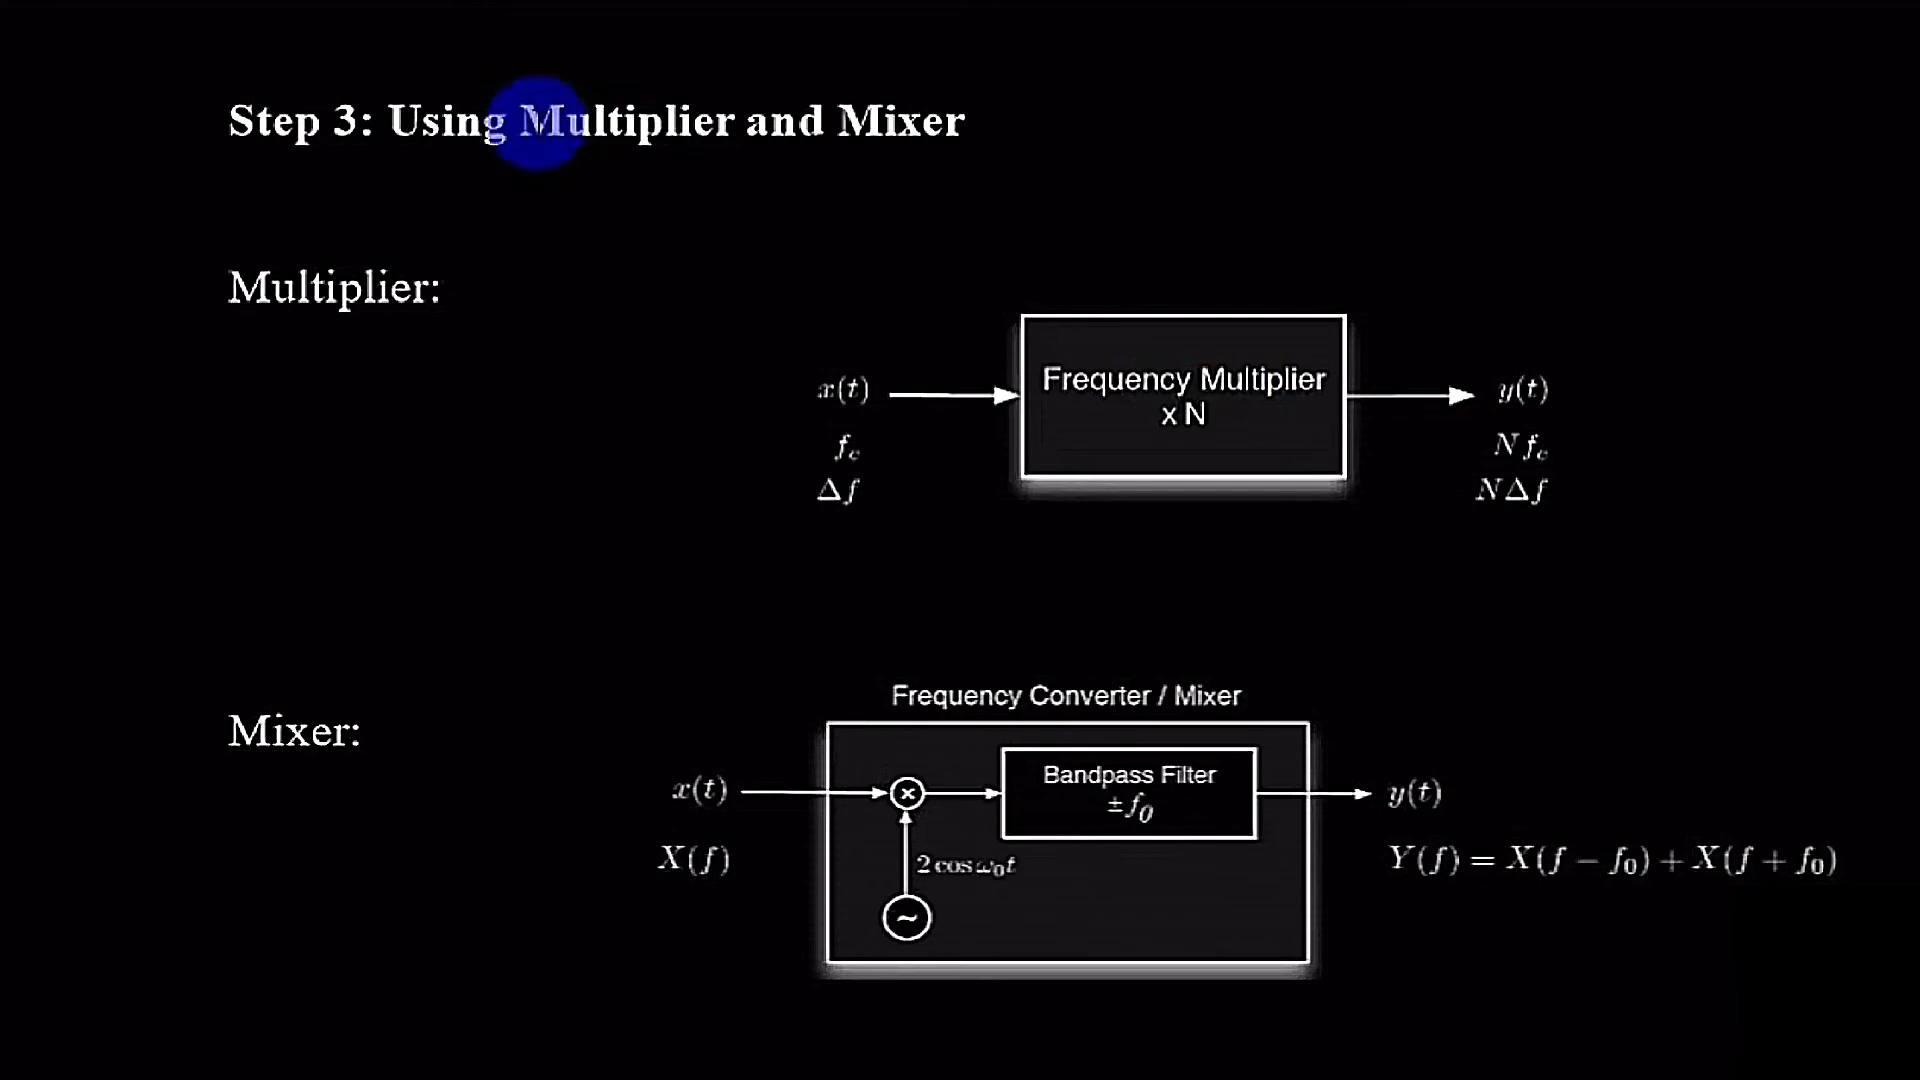 Step 3: Using Multiplier and Mixer
Multiplier:
Frequency Multiplier
x N
x(t)
y(t)
f_c
N f_c
Δf
NΔf
Frequency Converter / Mixer
Mixer:
Bandpass Filter
±f_0
x(t)
y(t)
X(f)
2 cos ω_0 t
Y(f) = X(f − f_0) + X(f + f_0)